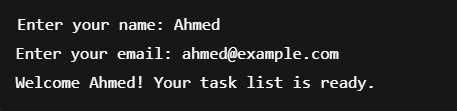 Enter your name: Ahmed
Enter your email: ahmed@example.com
Welcome Ahmed! Your task list is ready.